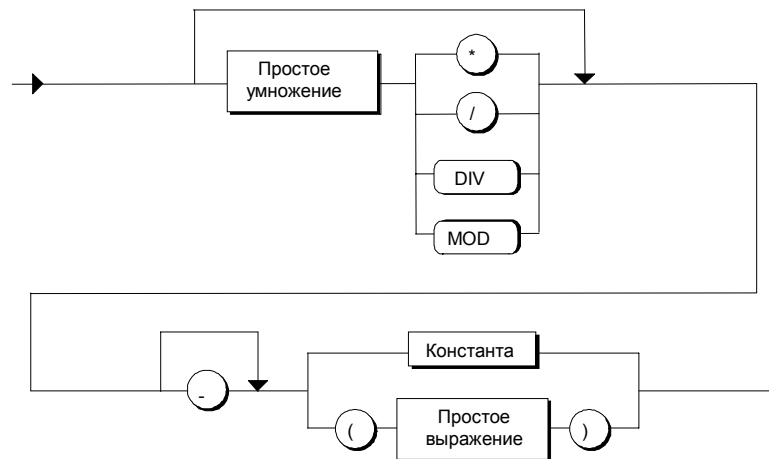 *
Простое
умножение
/
DIV
MOD
Константа
-
(
Простое
выражение
)